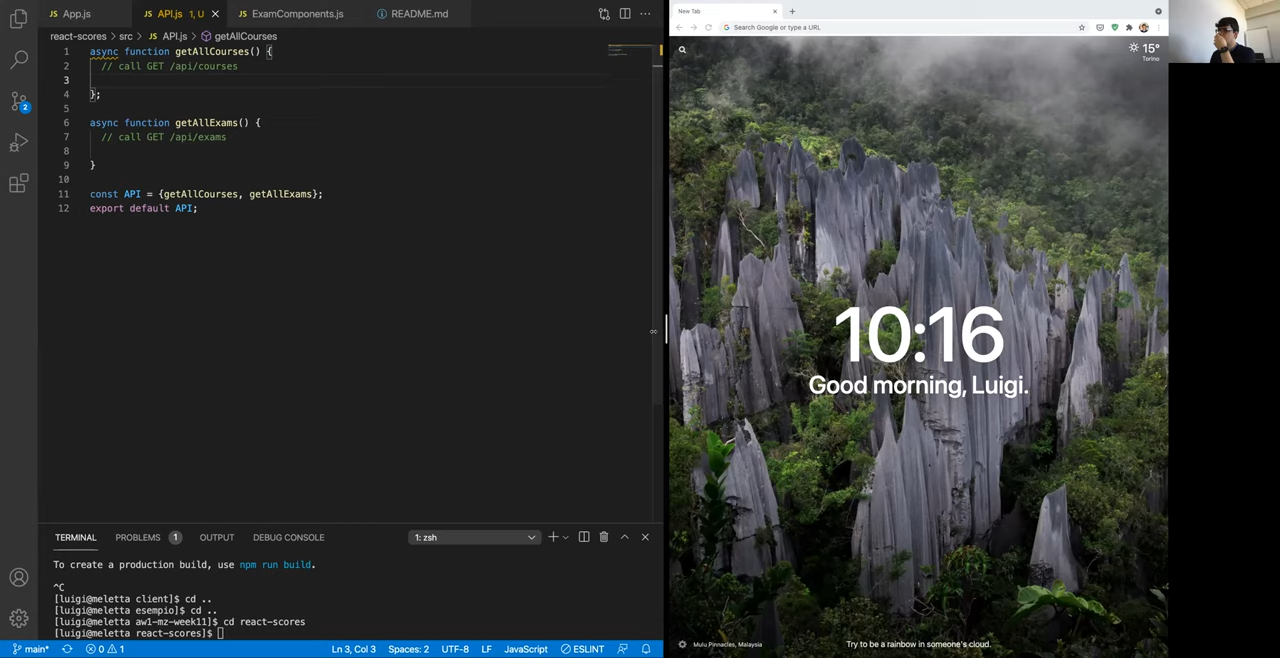 App.js
API.js 1, U
ExamComponents.js
README.md
react-scores > src > JS API.js > getAllCourses
1 async function getAllCourses() {
2 // call GET /api/courses
3
4 };
5
6 async function getAllExams() {
7 // call GET /api/exams
8
9 }
10
11 const API = {getAllCourses, getAllExams};
12 export default API;
TERMINAL PROBLEMS 1 OUTPUT DEBUG CONSOLE 1: zsh
To create a production build, use npm run build.
^C
[luigi@meletta client]$ cd ..
[luigi@meletta esempio]$ cd ..
[luigi@meletta aw1-mz-week11]$ cd react-scores
[luigi@meletta react-scores]$
2
main* 0 1 Ln 3, Col 3 Spaces: 2 UTF-8 LF JavaScript ESLINT
New Tab
Search Google or type a URL
15°
Torino
10:16
Good morning, Luigi.
Mulu Pinnacles, Malaysia
Try to be a rainbow in someone's cloud.